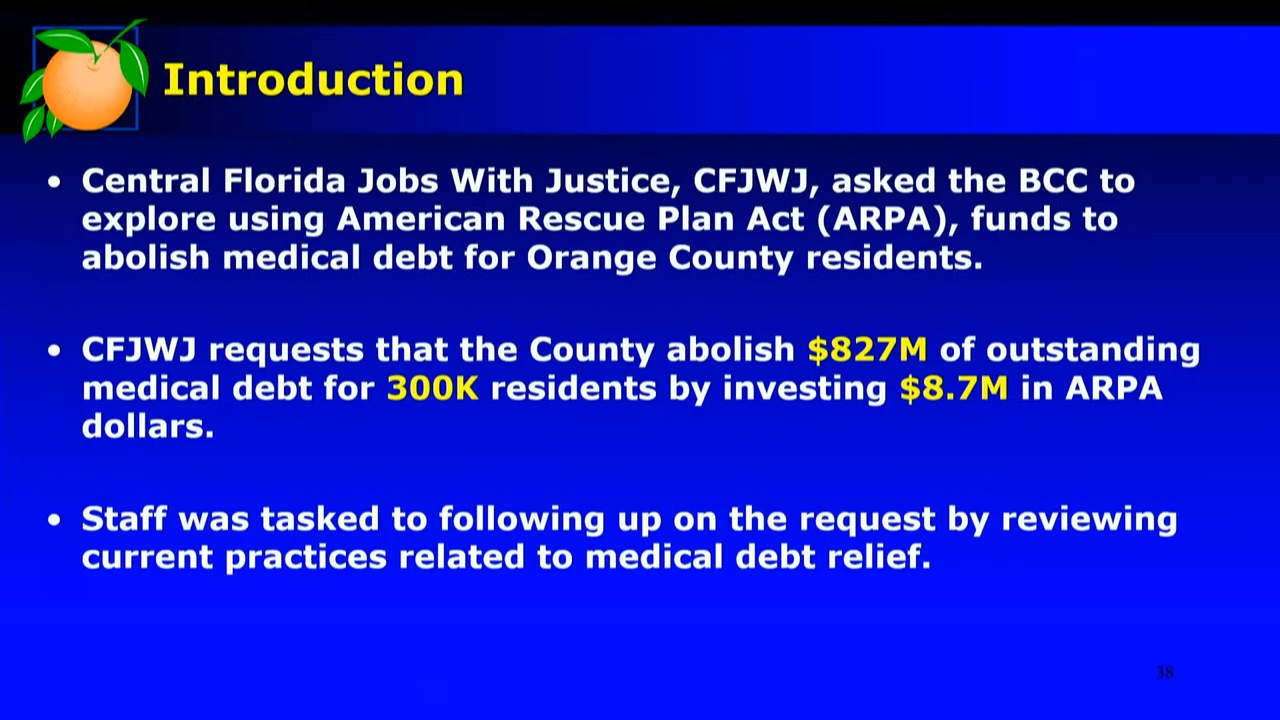 Introduction
• Central Florida Jobs With Justice, CFJWJ, asked the BCC to
explore using American Rescue Plan Act (ARPA), funds to
abolish medical debt for Orange County residents.
• CFJWJ requests that the County abolish $827M of outstanding
medical debt for 300K residents by investing $8.7M in ARPA
dollars.
• Staff was tasked to following up on the request by reviewing
current practices related to medical debt relief.
38